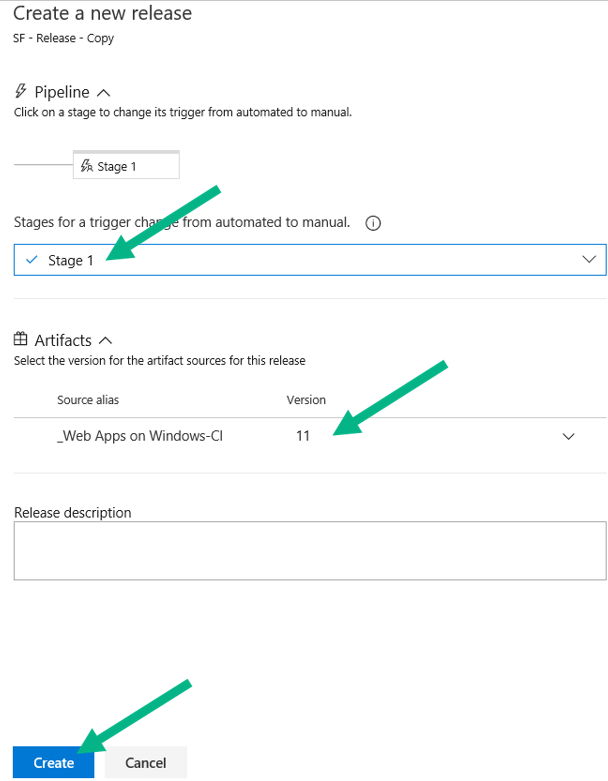 Create a new release
SF - Release - Copy
Pipeline
Click on a stage to change its trigger from automated to manual.
Stage 1
Stages for a trigger change from automated to manual.
Stage 1
Artifacts
Select the version for the artifact sources for this release
Source alias Version
_Web Apps on Windows-CI 11
Release description
Create Cancel